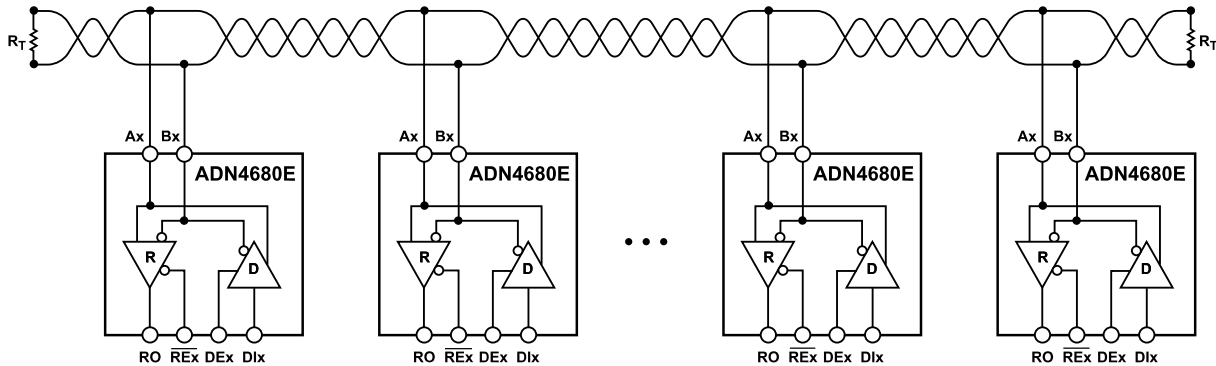 RT RT
Ax Bx Ax Bx Ax Bx Ax Bx
ADN4680E ADN4680E ADN4680E ADN4680E
R D R D R D R D
RO REx DEx DIx RO REx DEx DIx RO REx DEx DIx RO REx DEx DIx